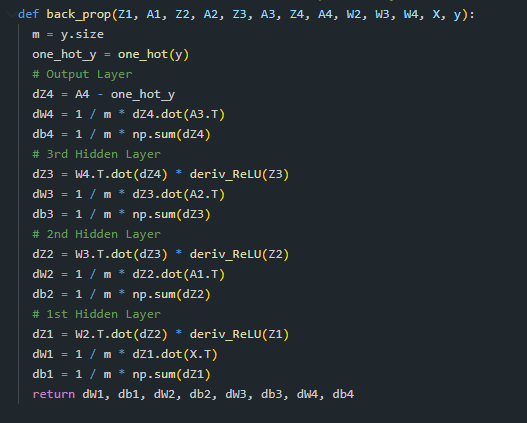 def back_prop(Z1, A1, Z2, A2, Z3, A3, Z4, A4, W2, W3, W4, X, y):
    m = y.size
    one_hot_y = one_hot(y)
    # Output Layer
    dZ4 = A4 - one_hot_y
    dW4 = 1 / m * dZ4.dot(A3.T)
    db4 = 1 / m * np.sum(dZ4)
    # 3rd Hidden Layer
    dZ3 = W4.T.dot(dZ4) * deriv_ReLU(Z3)
    dW3 = 1 / m * dZ3.dot(A2.T)
    db3 = 1 / m * np.sum(dZ3)
    # 2nd Hidden Layer
    dZ2 = W3.T.dot(dZ3) * deriv_ReLU(Z2)
    dW2 = 1 / m * dZ2.dot(A1.T)
    db2 = 1 / m * np.sum(dZ2)
    # 1st Hidden Layer
    dZ1 = W2.T.dot(dZ2) * deriv_ReLU(Z1)
    dW1 = 1 / m * dZ1.dot(X.T)
    db1 = 1 / m * np.sum(dZ1)
    return dW1, db1, dW2, db2, dW3, db3, dW4, db4